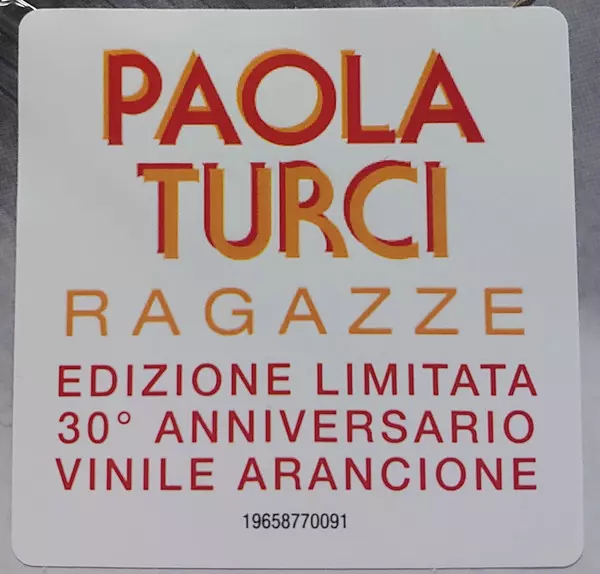 PAOLA
TURCI
RAGAZZE
EDIZIONE LIMITATA
30° ANNIVERSARIO
VINILE ARANCIONE
19658770091